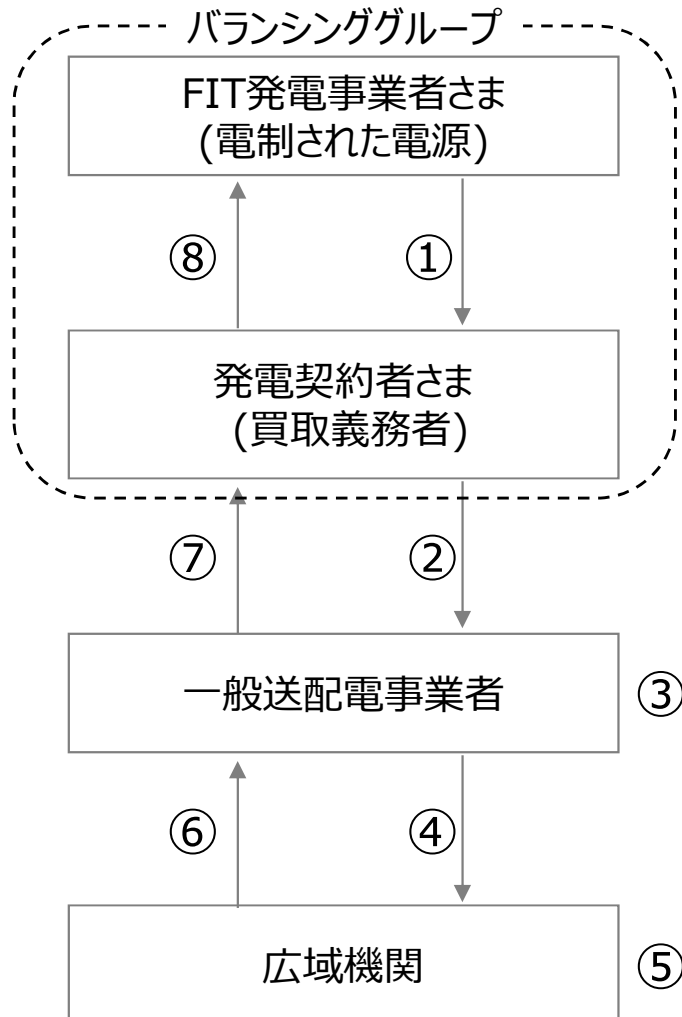 バランシンググループ
FIT発電事業者さま
(電制された電源)
⑧
①
発電契約者さま
(買取義務者)
⑦
②
一般送配電事業者
③
⑥
④
広域機関
⑤